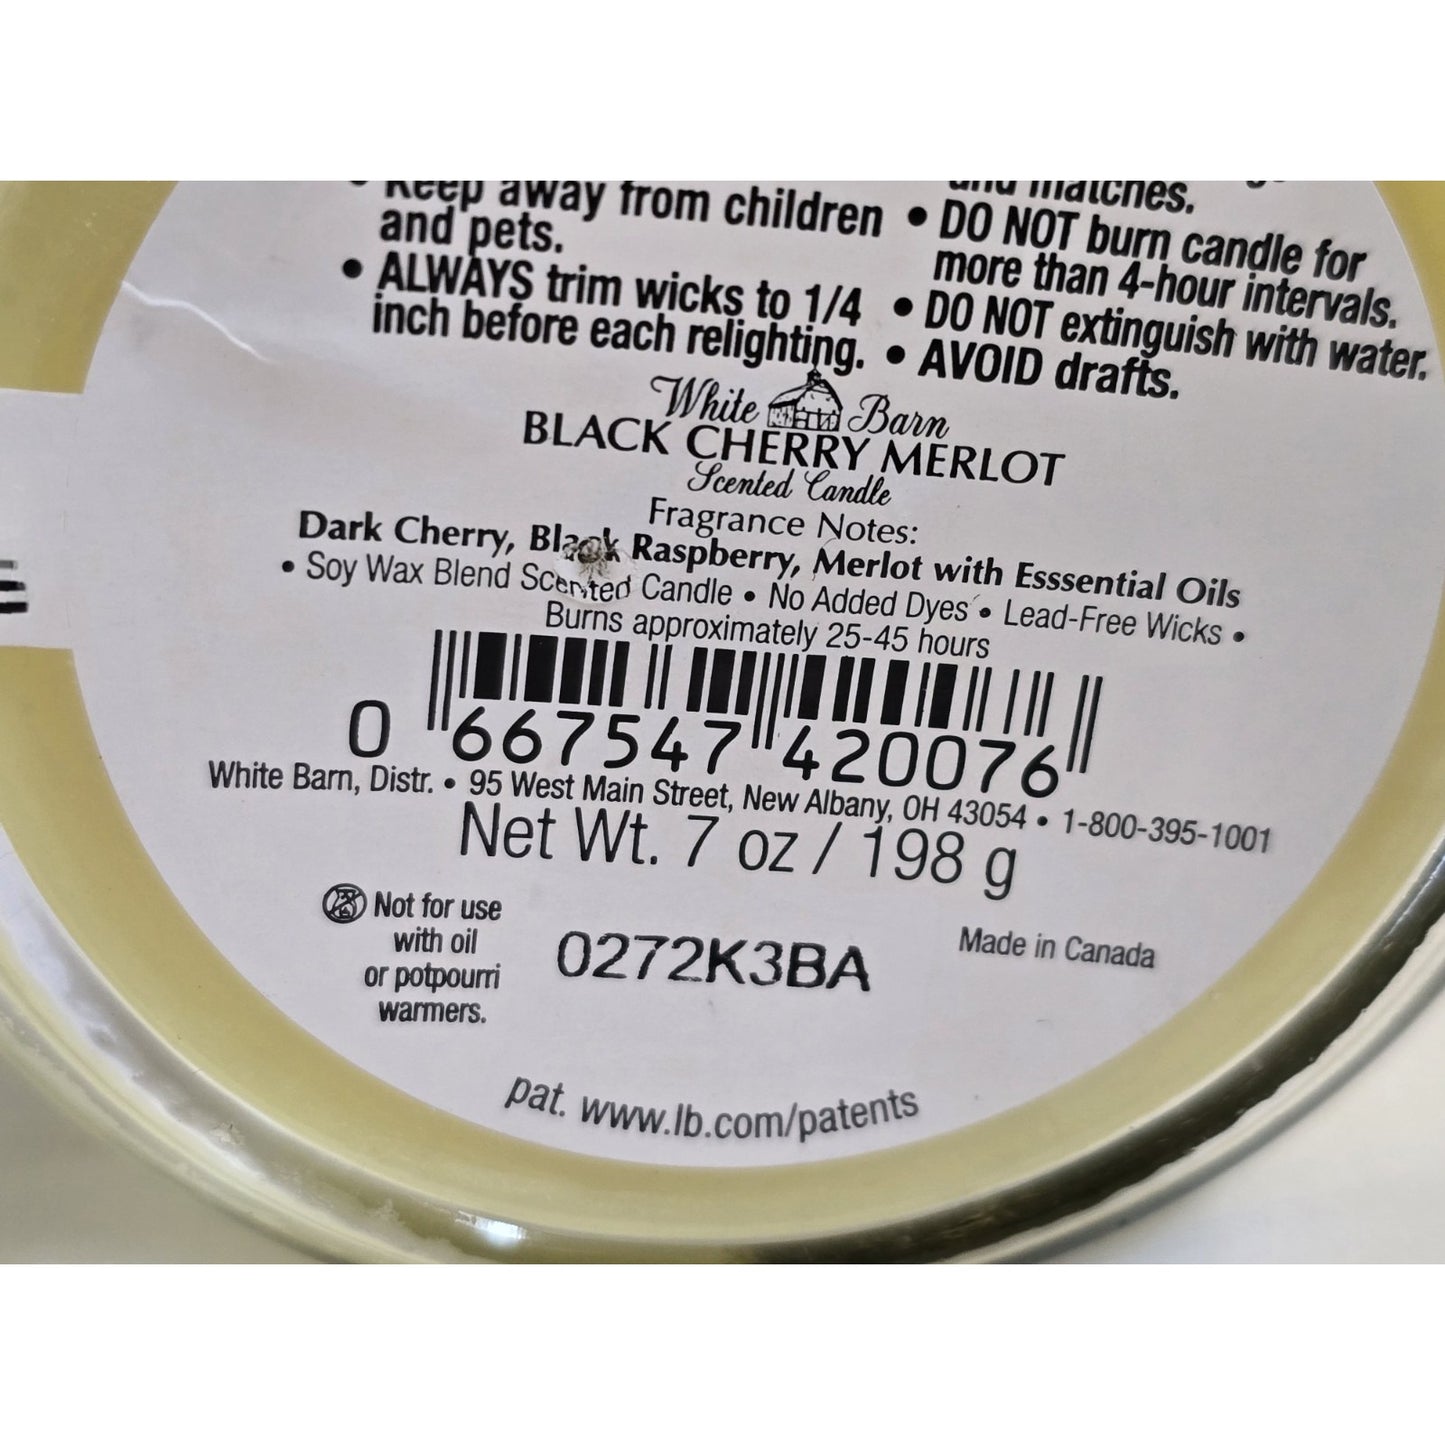 • Keep away from children
and pets.
• ALWAYS trim wicks to 1/4
inch before each relighting.
and matches.
• DO NOT burn candle for
more than 4-hour intervals.
• DO NOT extinguish with water.
• AVOID drafts.
White Barn
BLACK CHERRY MERLOT
Scented Candle
Fragrance Notes:
Dark Cherry, Black Raspberry, Merlot with Esssential Oils
• Soy Wax Blend Scented Candle • No Added Dyes • Lead-Free Wicks •
Burns approximately 25-45 hours
0 667547 420076
White Barn, Distr. • 95 West Main Street, New Albany, OH 43054 • 1-800-395-1001
Net Wt. 7 oz / 198 g
Not for use
with oil
or potpourri
warmers.
0272K3BA
Made in Canada
pat. www.lb.com/patents